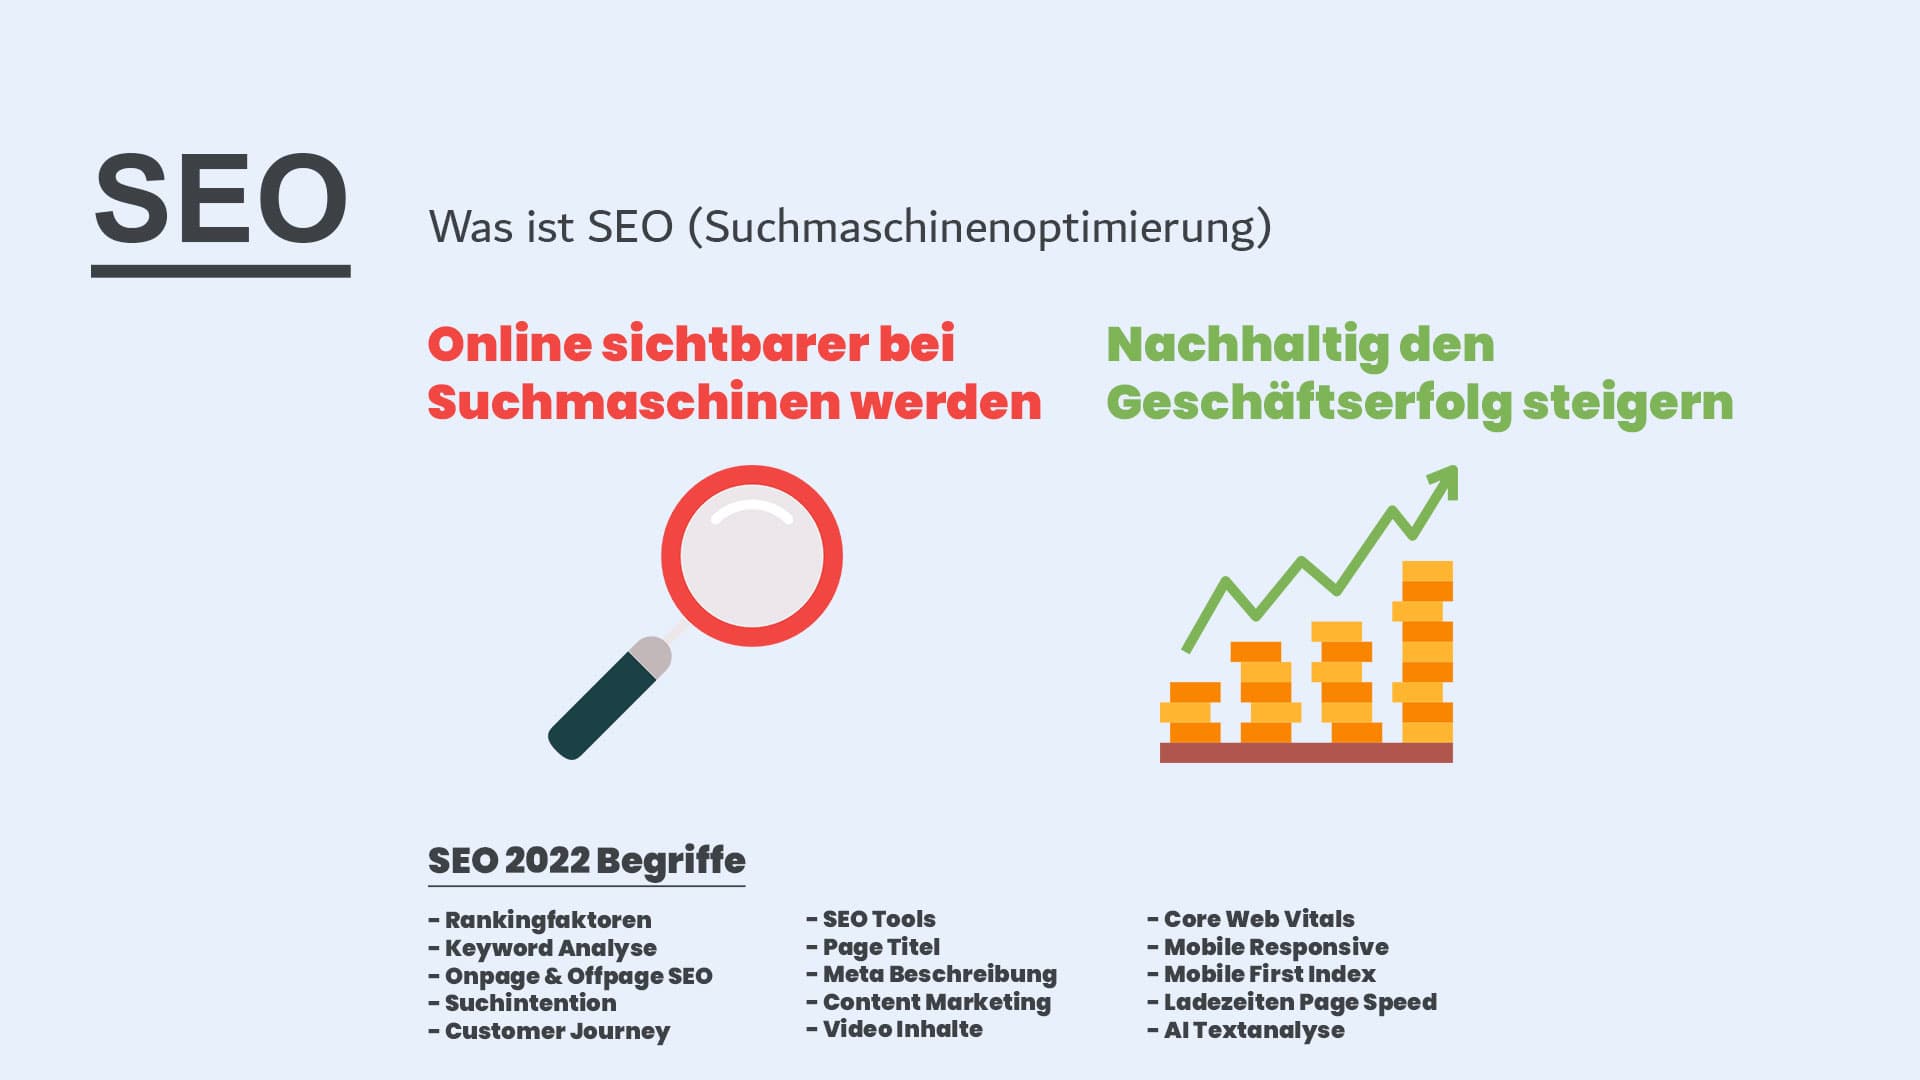 SEO
Was ist SEO (Suchmaschinenoptimierung)
Online sichtbarer bei
Suchmaschinen werden
Nachhaltig den
Geschäftserfolg steigern
SEO 2022 Begriffe
- Rankingfaktoren
- Keyword Analyse
- Onpage & Offpage SEO
- Suchintention
- Customer Journey
- SEO Tools
- Page Titel
- Meta Beschreibung
- Content Marketing
- Video Inhalte
- Core Web Vitals
- Mobile Responsive
- Mobile First Index
- Ladezeiten Page Speed
- AI Textanalyse